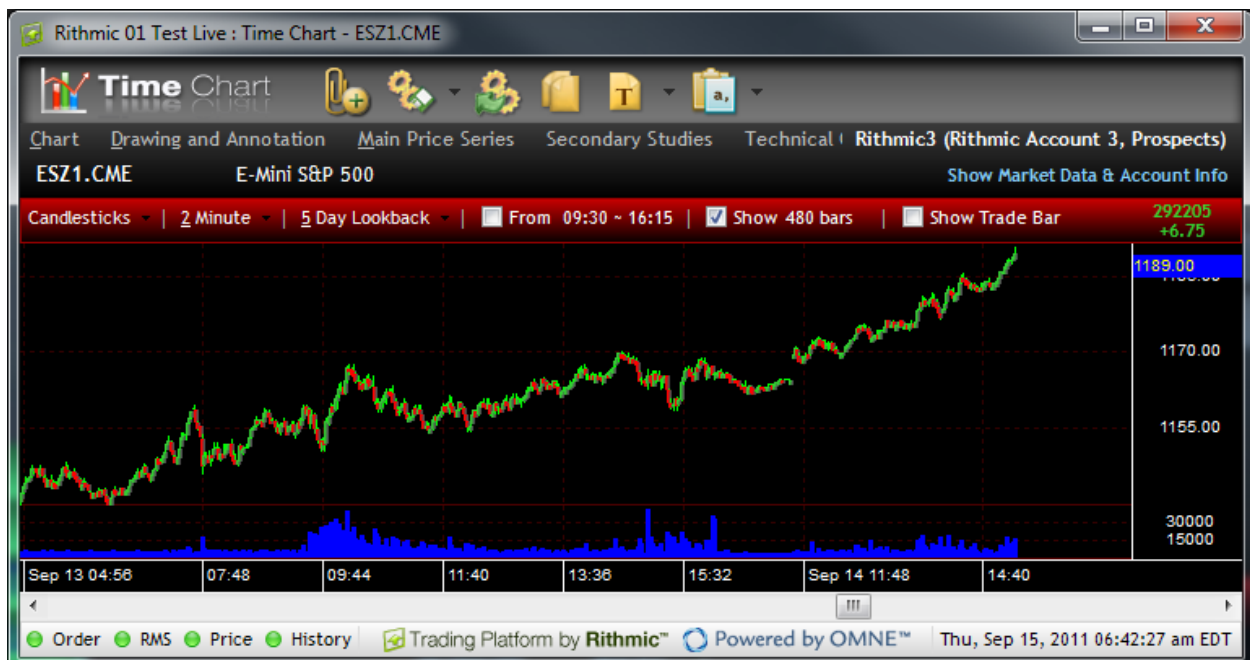 Rithmic 01 Test Live : Time Chart - ESZ1.CME
Time Chart
T
a,
Chart Drawing and Annotation Main Price Series Secondary Studies Technical Rithmic3 (Rithmic Account 3, Prospects)
ESZ1.CME E-Mini S&P 500 Show Market Data & Account Info
Candlesticks | 2 Minute | 5 Day Lookback | From 09:30 ~ 16:15 | Show 480 bars | Show Trade Bar 292205
+6.75
1189.00
1170.00
1155.00
30000
15000
Sep 13 04:56 07:48 09:44 11:40 13:36 15:32 Sep 14 11:48 14:40
Order RMS Price History Trading Platform by Rithmic™ Powered by OMNE™ Thu, Sep 15, 2011 06:42:27 am EDT